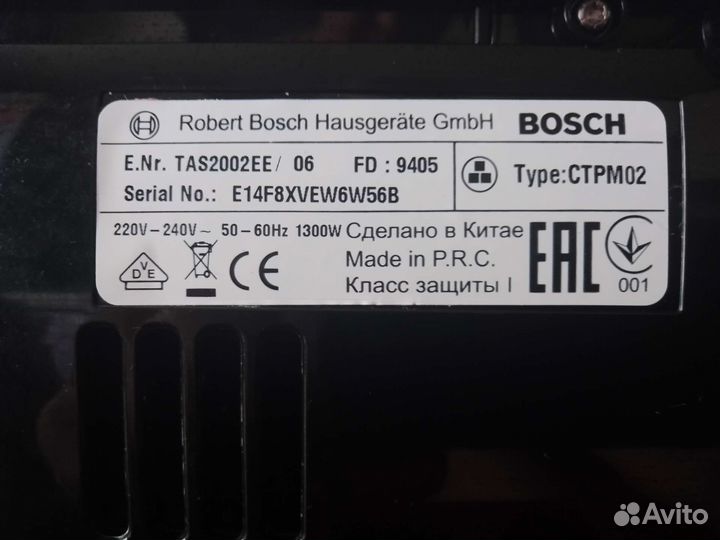 Robert Bosch Hausgeräte GmbH BOSCH
E.Nr. TAS2002EE/ 06 FD : 9405
Serial No.: E14F8XVEW6W56B
Type:CTPM02
220V-240V~ 50-60Hz 1300W Сделано в Китае
Made in P.R.C.
Класс защиты I
DVE
CE
EAC
001
Avito